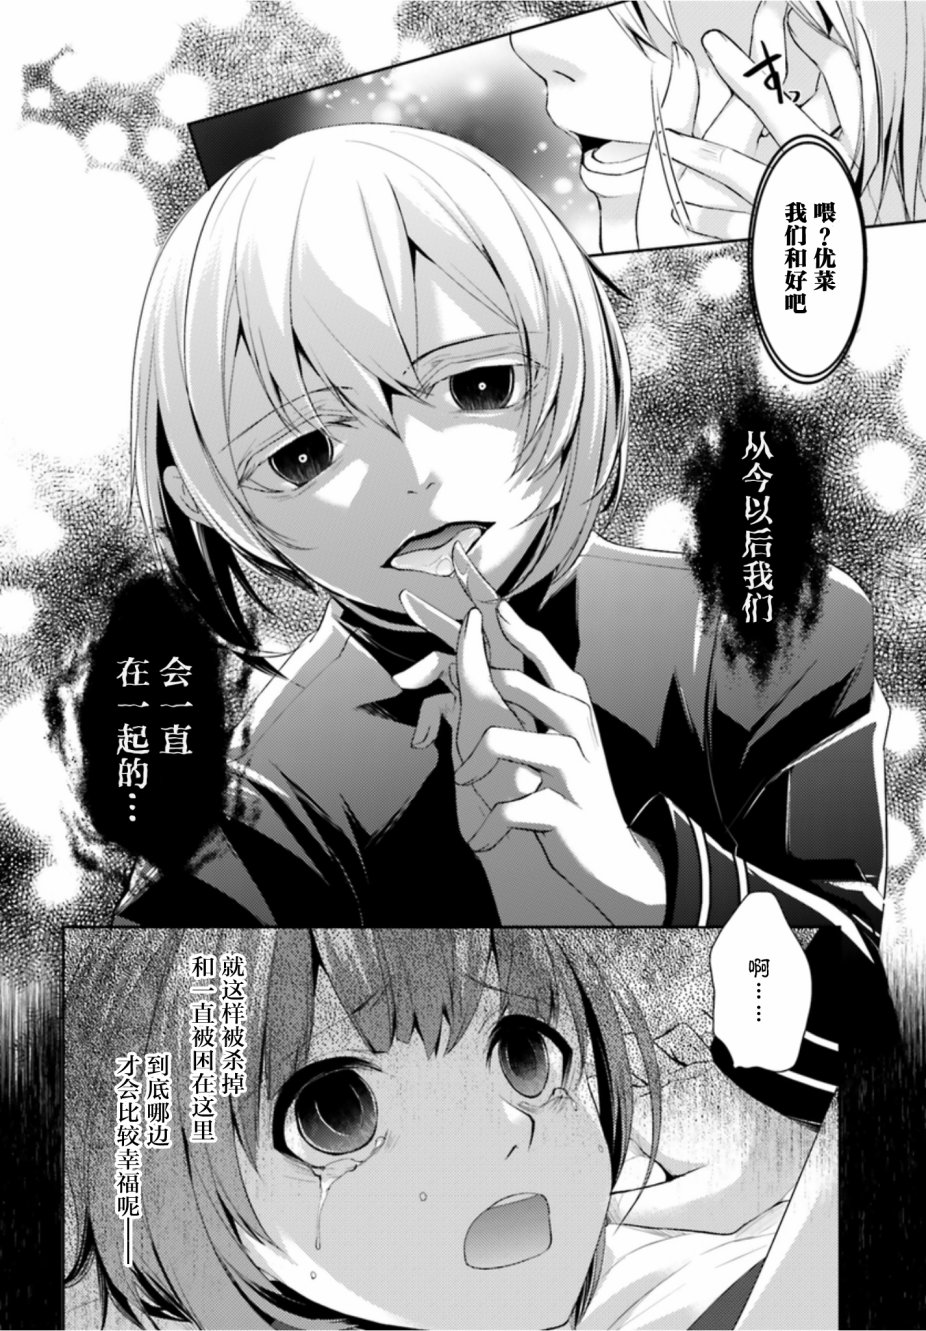 すっ
喂？优菜
我们和好吧
从今以后我们
会一直
在一起的…
啊……
就这样被杀掉
和一直被困在这里
到底哪边
才会比较幸福呢——